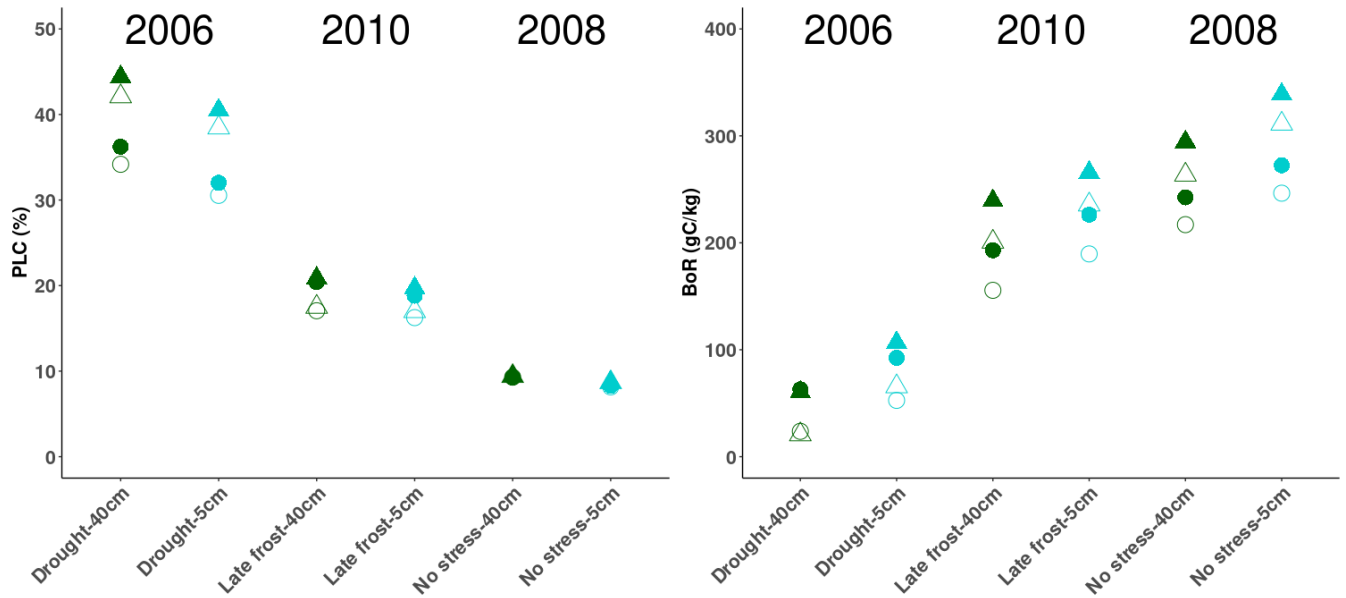 2006 2010 2008
50
40
30
20
10
0
PLC (%)
Drought-40cm
Drought-5cm
Late frost-40cm
Late frost-5cm
No stress-40cm
No stress-5cm
2006 2010 2008
400
300
200
100
0
BoR (gC/kg)
Drought-40cm
Drought-5cm
Late frost-40cm
Late frost-5cm
No stress-40cm
No stress-5cm